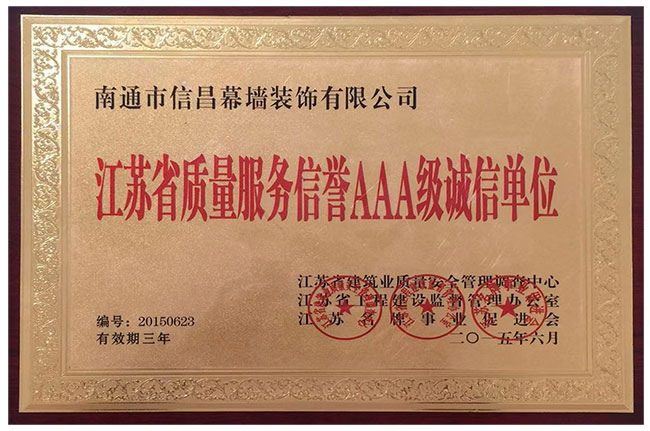 南通市信昌幕墙装饰有限公司
江苏省质量服务信誉AAA级诚信单位
江苏省建筑业质量安全管理调查中心
江苏省工程建设监督管理办公室
江苏名牌事业促进会
编号：20150623
有效期三年
二〇一五年六月